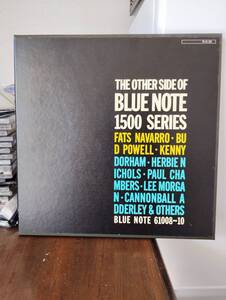 THE OTHER SIDE OF
BLUE NOTE
1500 SERIES
FATS NAVARRO · BU
D POWELL · KENNY
DORHAM · HERBIE N
ICHOLS · PAUL CHA
MBERS · LEE MORGA
N · CANNONBALL A
DDERLEY & OTHERS
BLUE NOTE 61008~10